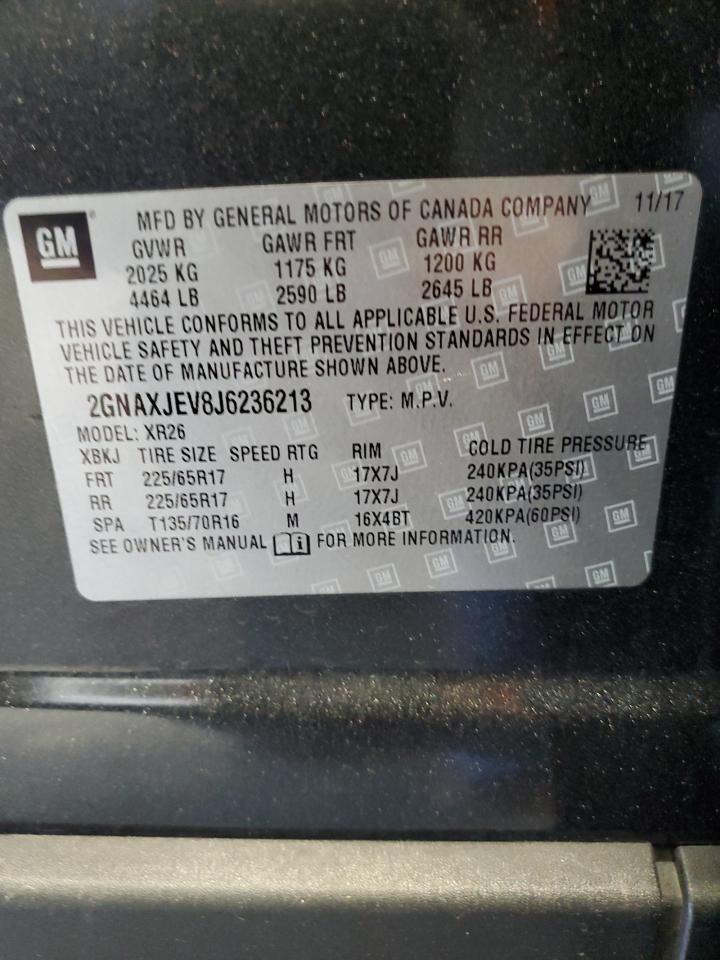 GM
MFD BY GENERAL MOTORS OF CANADA COMPANY 11/17
GVWR GAWR FRT GAWR RR
2025 KG 1175 KG 1200 KG
4464 LB 2590 LB 2645 LB
THIS VEHICLE CONFORMS TO ALL APPLICABLE U.S. FEDERAL MOTOR
VEHICLE SAFETY AND THEFT PREVENTION STANDARDS IN EFFECT ON
THE DATE OF MANUFACTURE SHOWN ABOVE.
2GNAXJEV8J6236213 TYPE: M.P.V.
MODEL: XR26
XBKJ TIRE SIZE SPEED RTG RIM COLD TIRE PRESSURE
FRT 225/65R17 H 17X7J 240KPA(35PSI)
RR 225/65R17 H 17X7J 240KPA(35PSI)
SPA T135/70R16 M 16X4BT 420KPA(60PSI)
SEE OWNER'S MANUAL i FOR MORE INFORMATION.